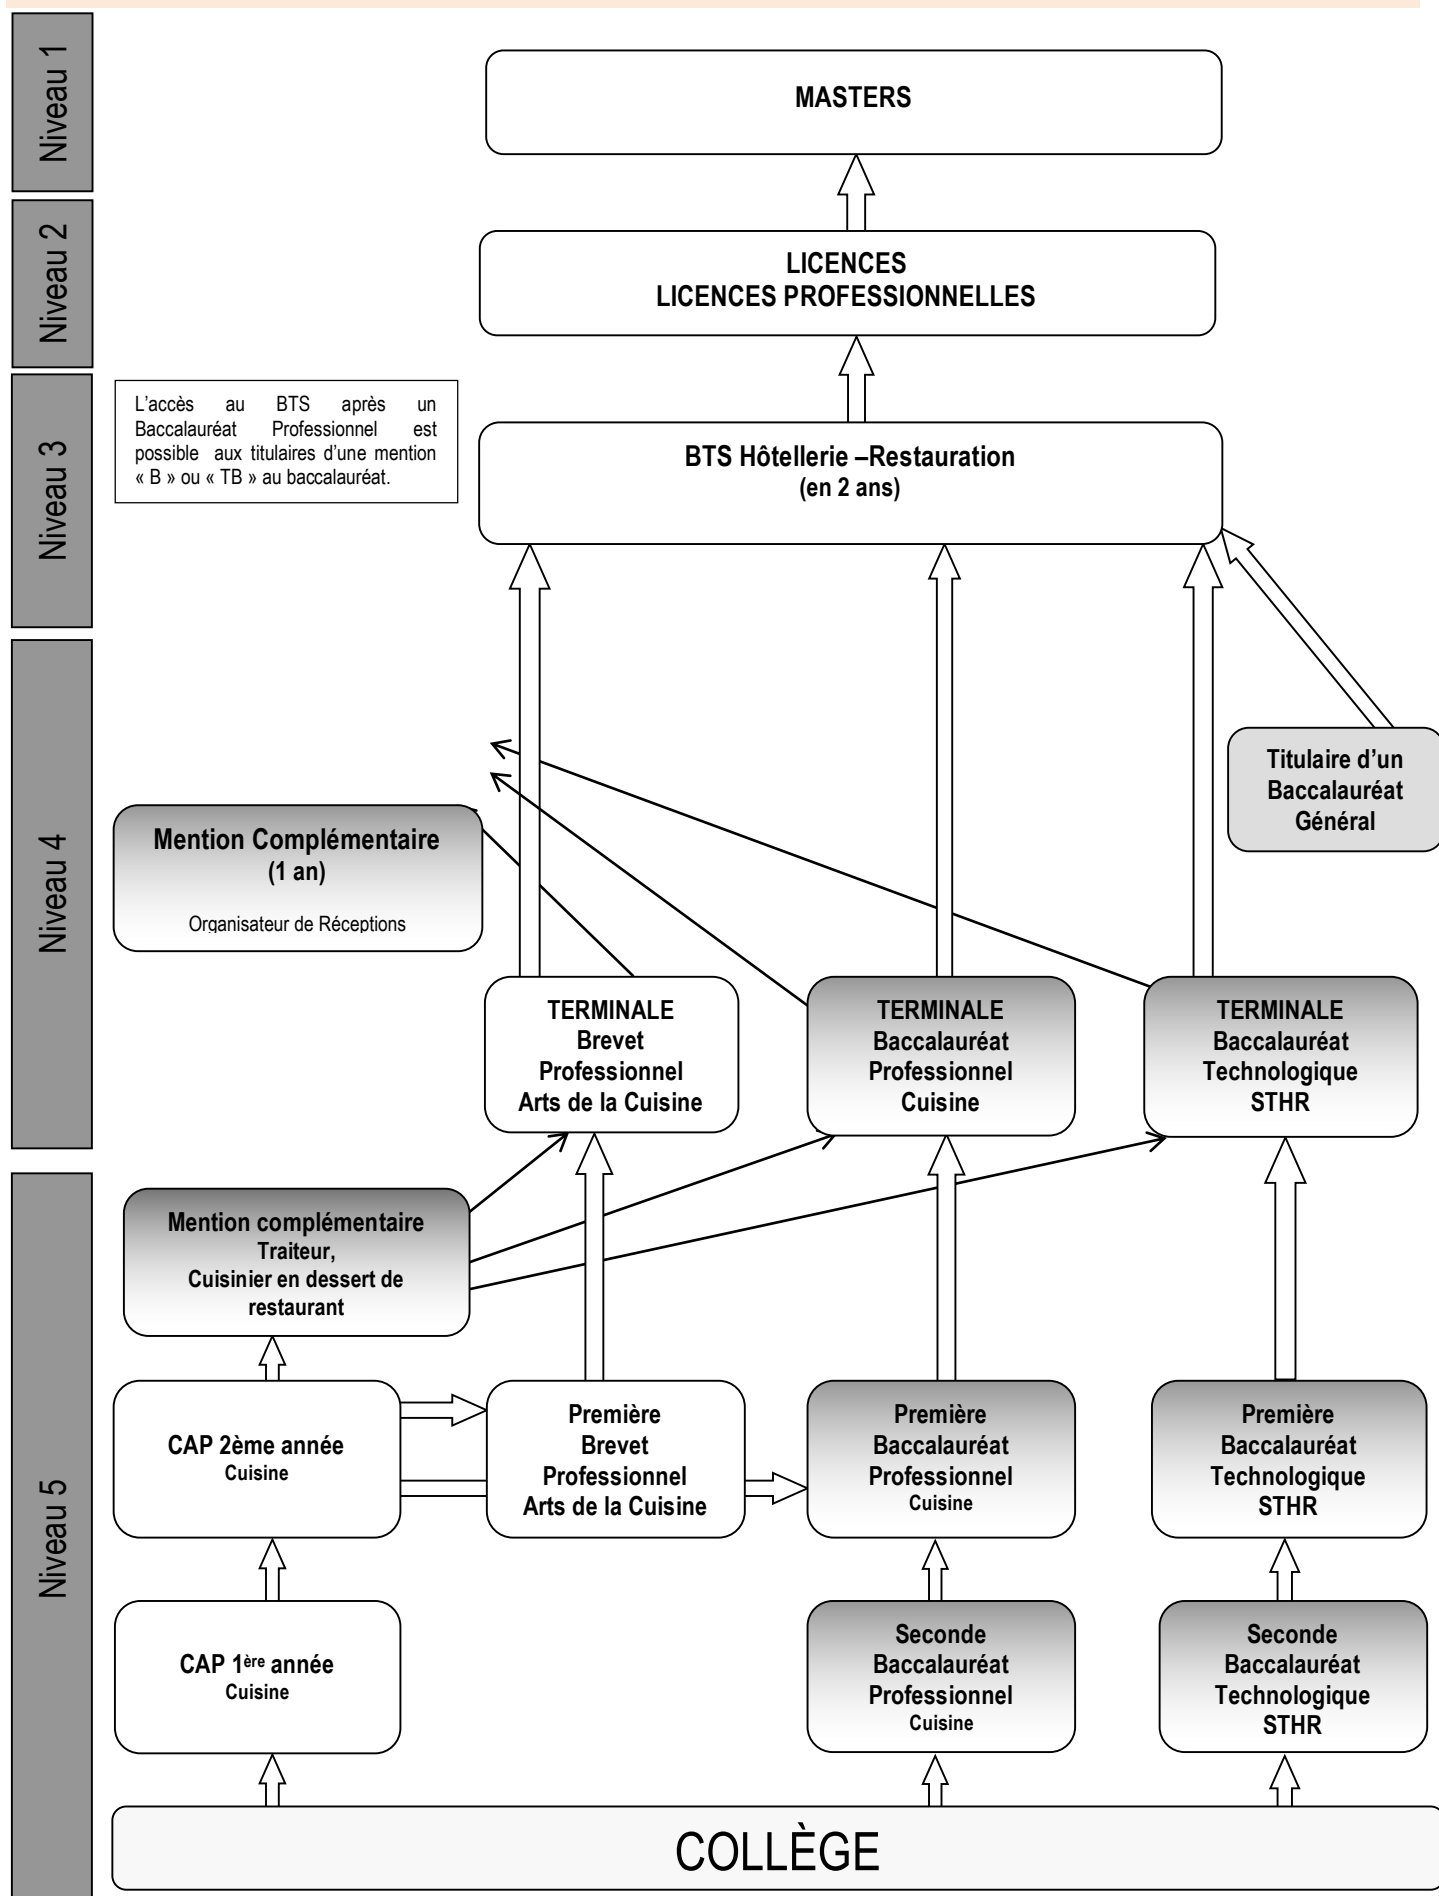 Niveau 1
MASTERS
Niveau 2
LICENCES
LICENCES PROFESSIONNELLES
Niveau 3
L'accès au BTS après un
Baccalauréat Professionnel est
possible aux titulaires d'une mention
« B » ou « TB » au baccalauréat.
BTS Hôtellerie –Restauration
(en 2 ans)
Niveau 4
Titulaire d'un
Baccalauréat
Général
Mention Complémentaire
(1 an)
Organisateur de Réceptions
TERMINALE
Brevet
Professionnel
Arts de la Cuisine
TERMINALE
Baccalauréat
Professionnel
Cuisine
TERMINALE
Baccalauréat
Technologique
STHR
Niveau 5
Mention complémentaire
Traiteur,
Cuisinier en dessert de
restaurant
CAP 2ème année
Cuisine
Première
Brevet
Professionnel
Arts de la Cuisine
Première
Baccalauréat
Professionnel
Cuisine
Première
Baccalauréat
Technologique
STHR
CAP 1ère année
Cuisine
Seconde
Baccalauréat
Professionnel
Cuisine
Seconde
Baccalauréat
Technologique
STHR
COLLÈGE